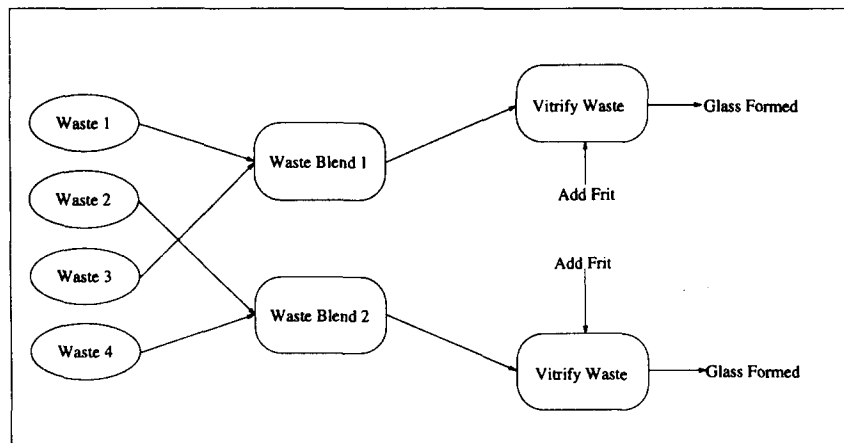 Waste 1
Waste 2
Waste 3
Waste 4
Waste Blend 1
Waste Blend 2
Vitrify Waste
Glass Formed
Add Frit
Add Frit
Vitrify Waste
Glass Formed